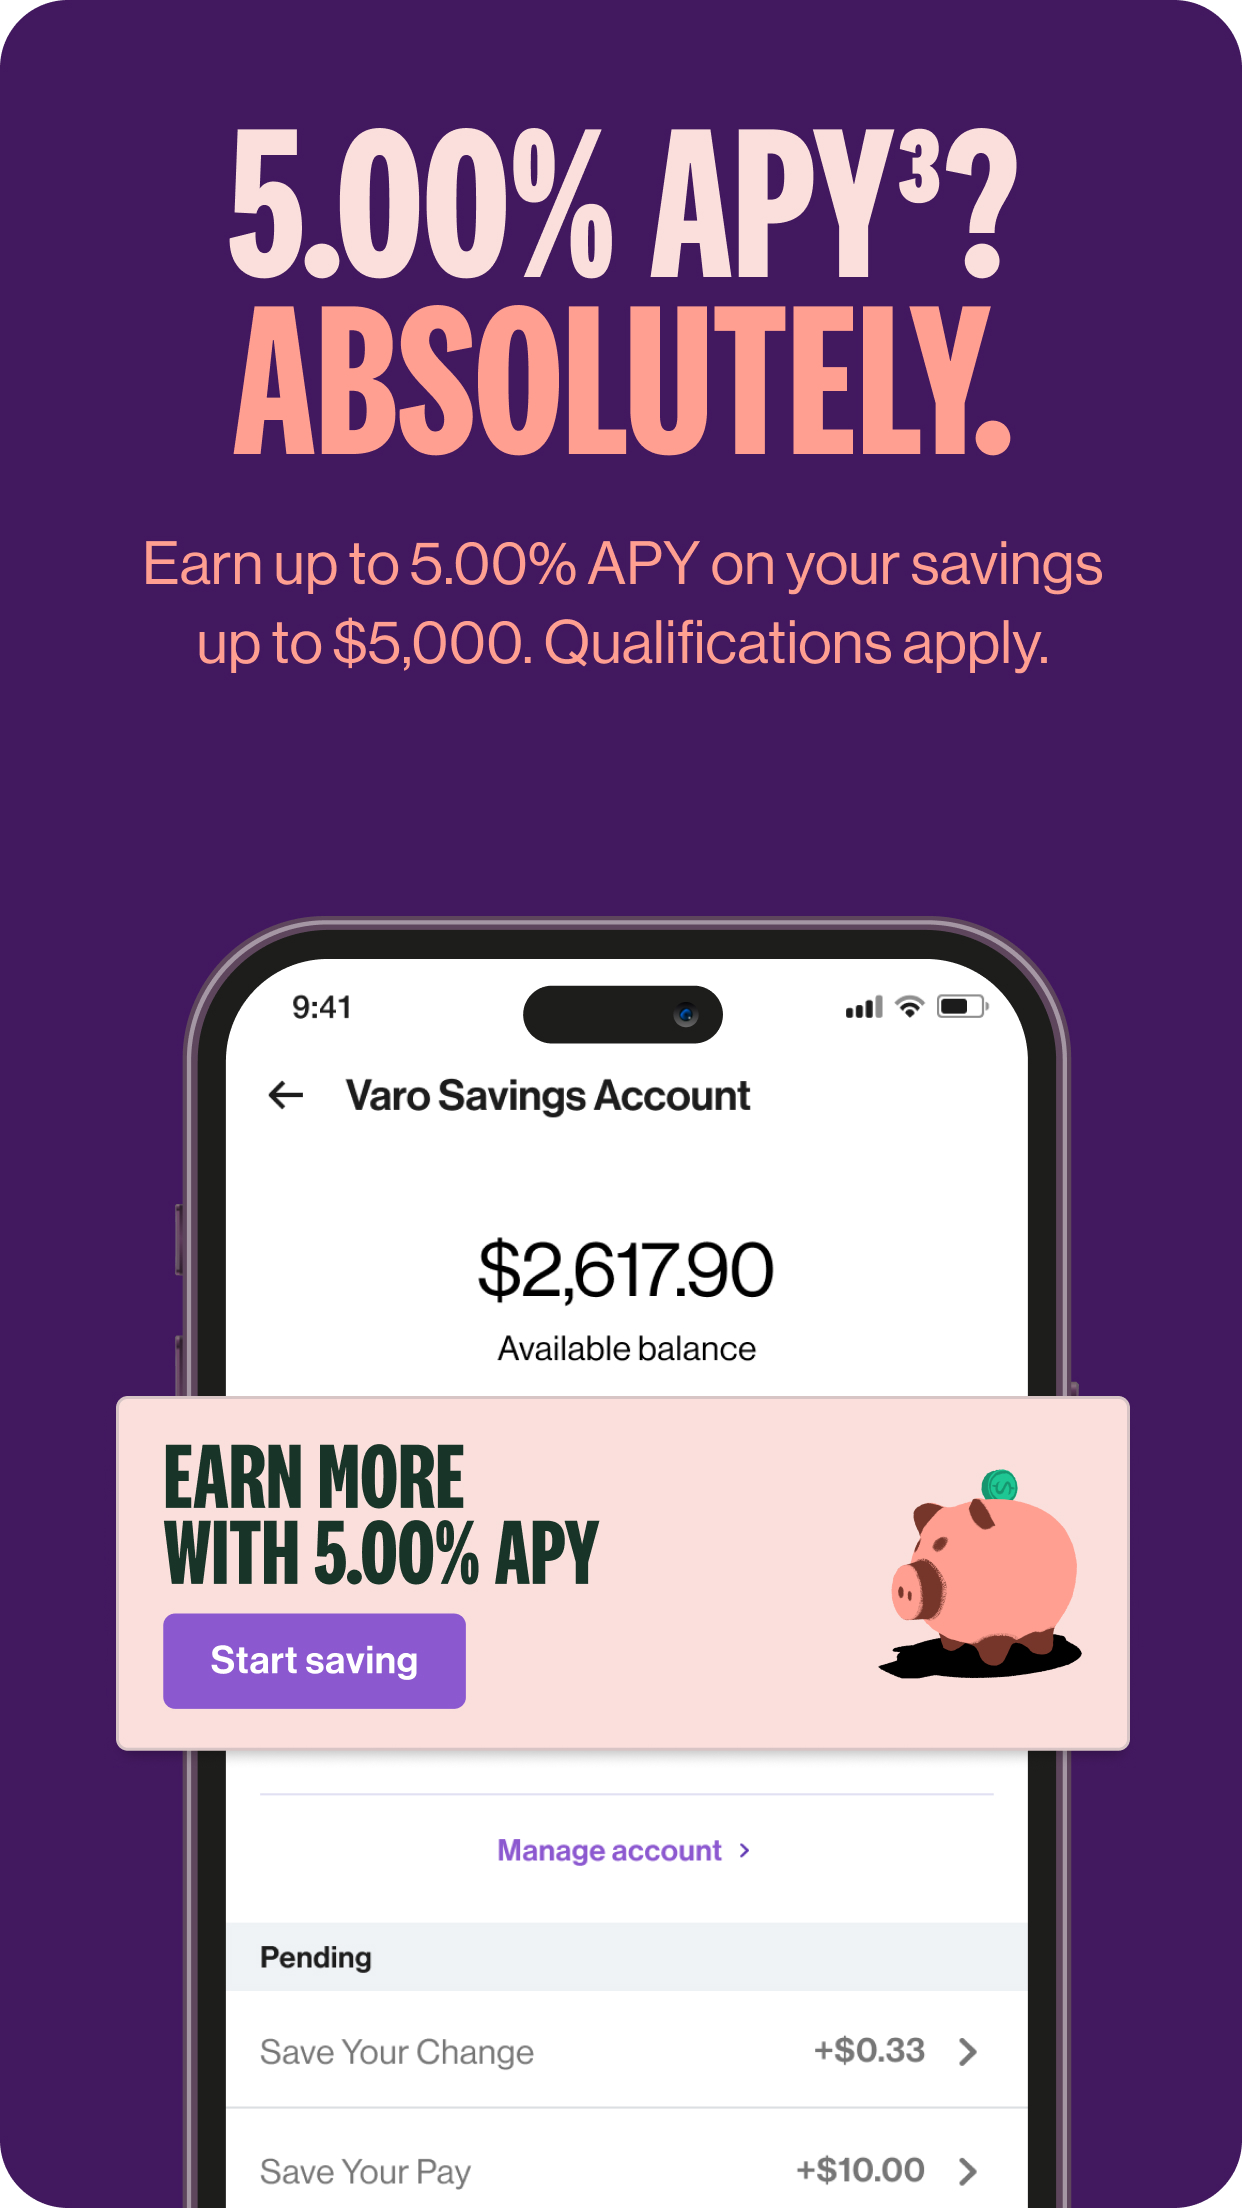 5.00% APY³?
ABSOLUTELY.
Earn up to 5.00% APY on your savings
up to $5,000. Qualifications apply.
9:41
Varo Savings Account
$2,617.90
Available balance
EARN MORE
WITH 5.00% APY
Start saving
Manage account
Pending
Save Your Change +$0.33
Save Your Pay +$10.00